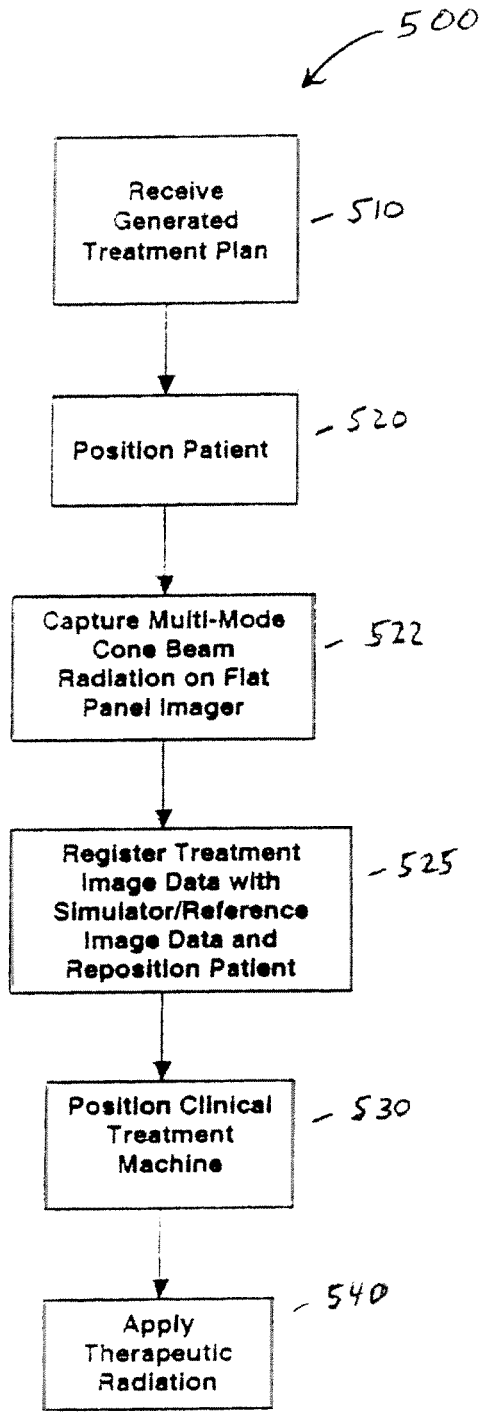 500
Receive
Generated
Treatment Plan
510
Position Patient
520
Capture Multi-Mode
Cone Beam
Radiation on Flat
Panel Imager
522
Register Treatment
Image Data with
Simulator/Reference
Image Data and
Reposition Patient
525
Position Clinical
Treatment
Machine
530
Apply
Therapeutic
Radiation
540